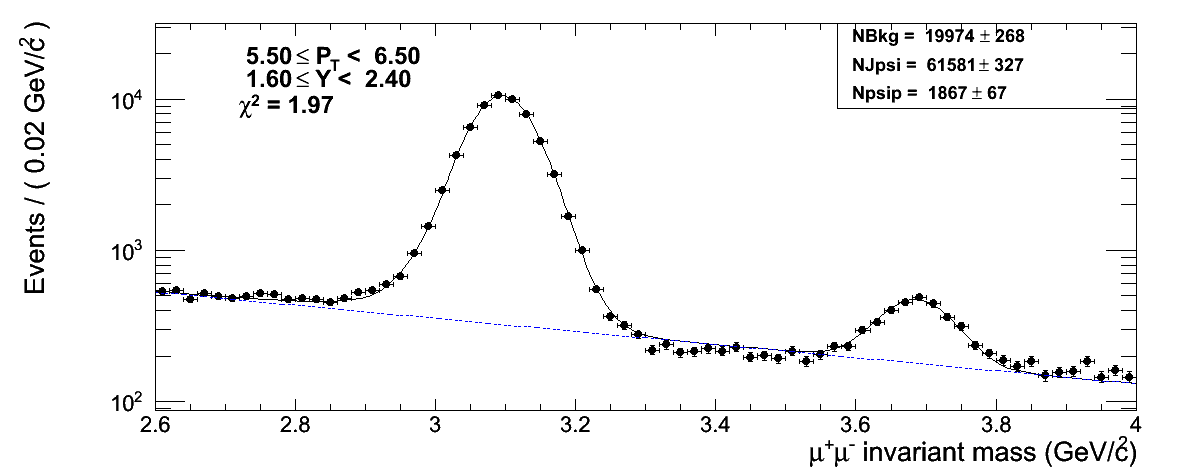 5.50 ≤ P_T < 6.50
1.60 ≤ Y < 2.40
χ² = 1.97
NBkg = 19974 ± 268
NJpsi = 61581 ± 327
Npsip = 1867 ± 67
Events / ( 0.02 GeV/c² )
10⁴
10³
10²
2.6 2.8 3 3.2 3.4 3.6 3.8 4
μ⁺μ⁻ invariant mass (GeV/c²)